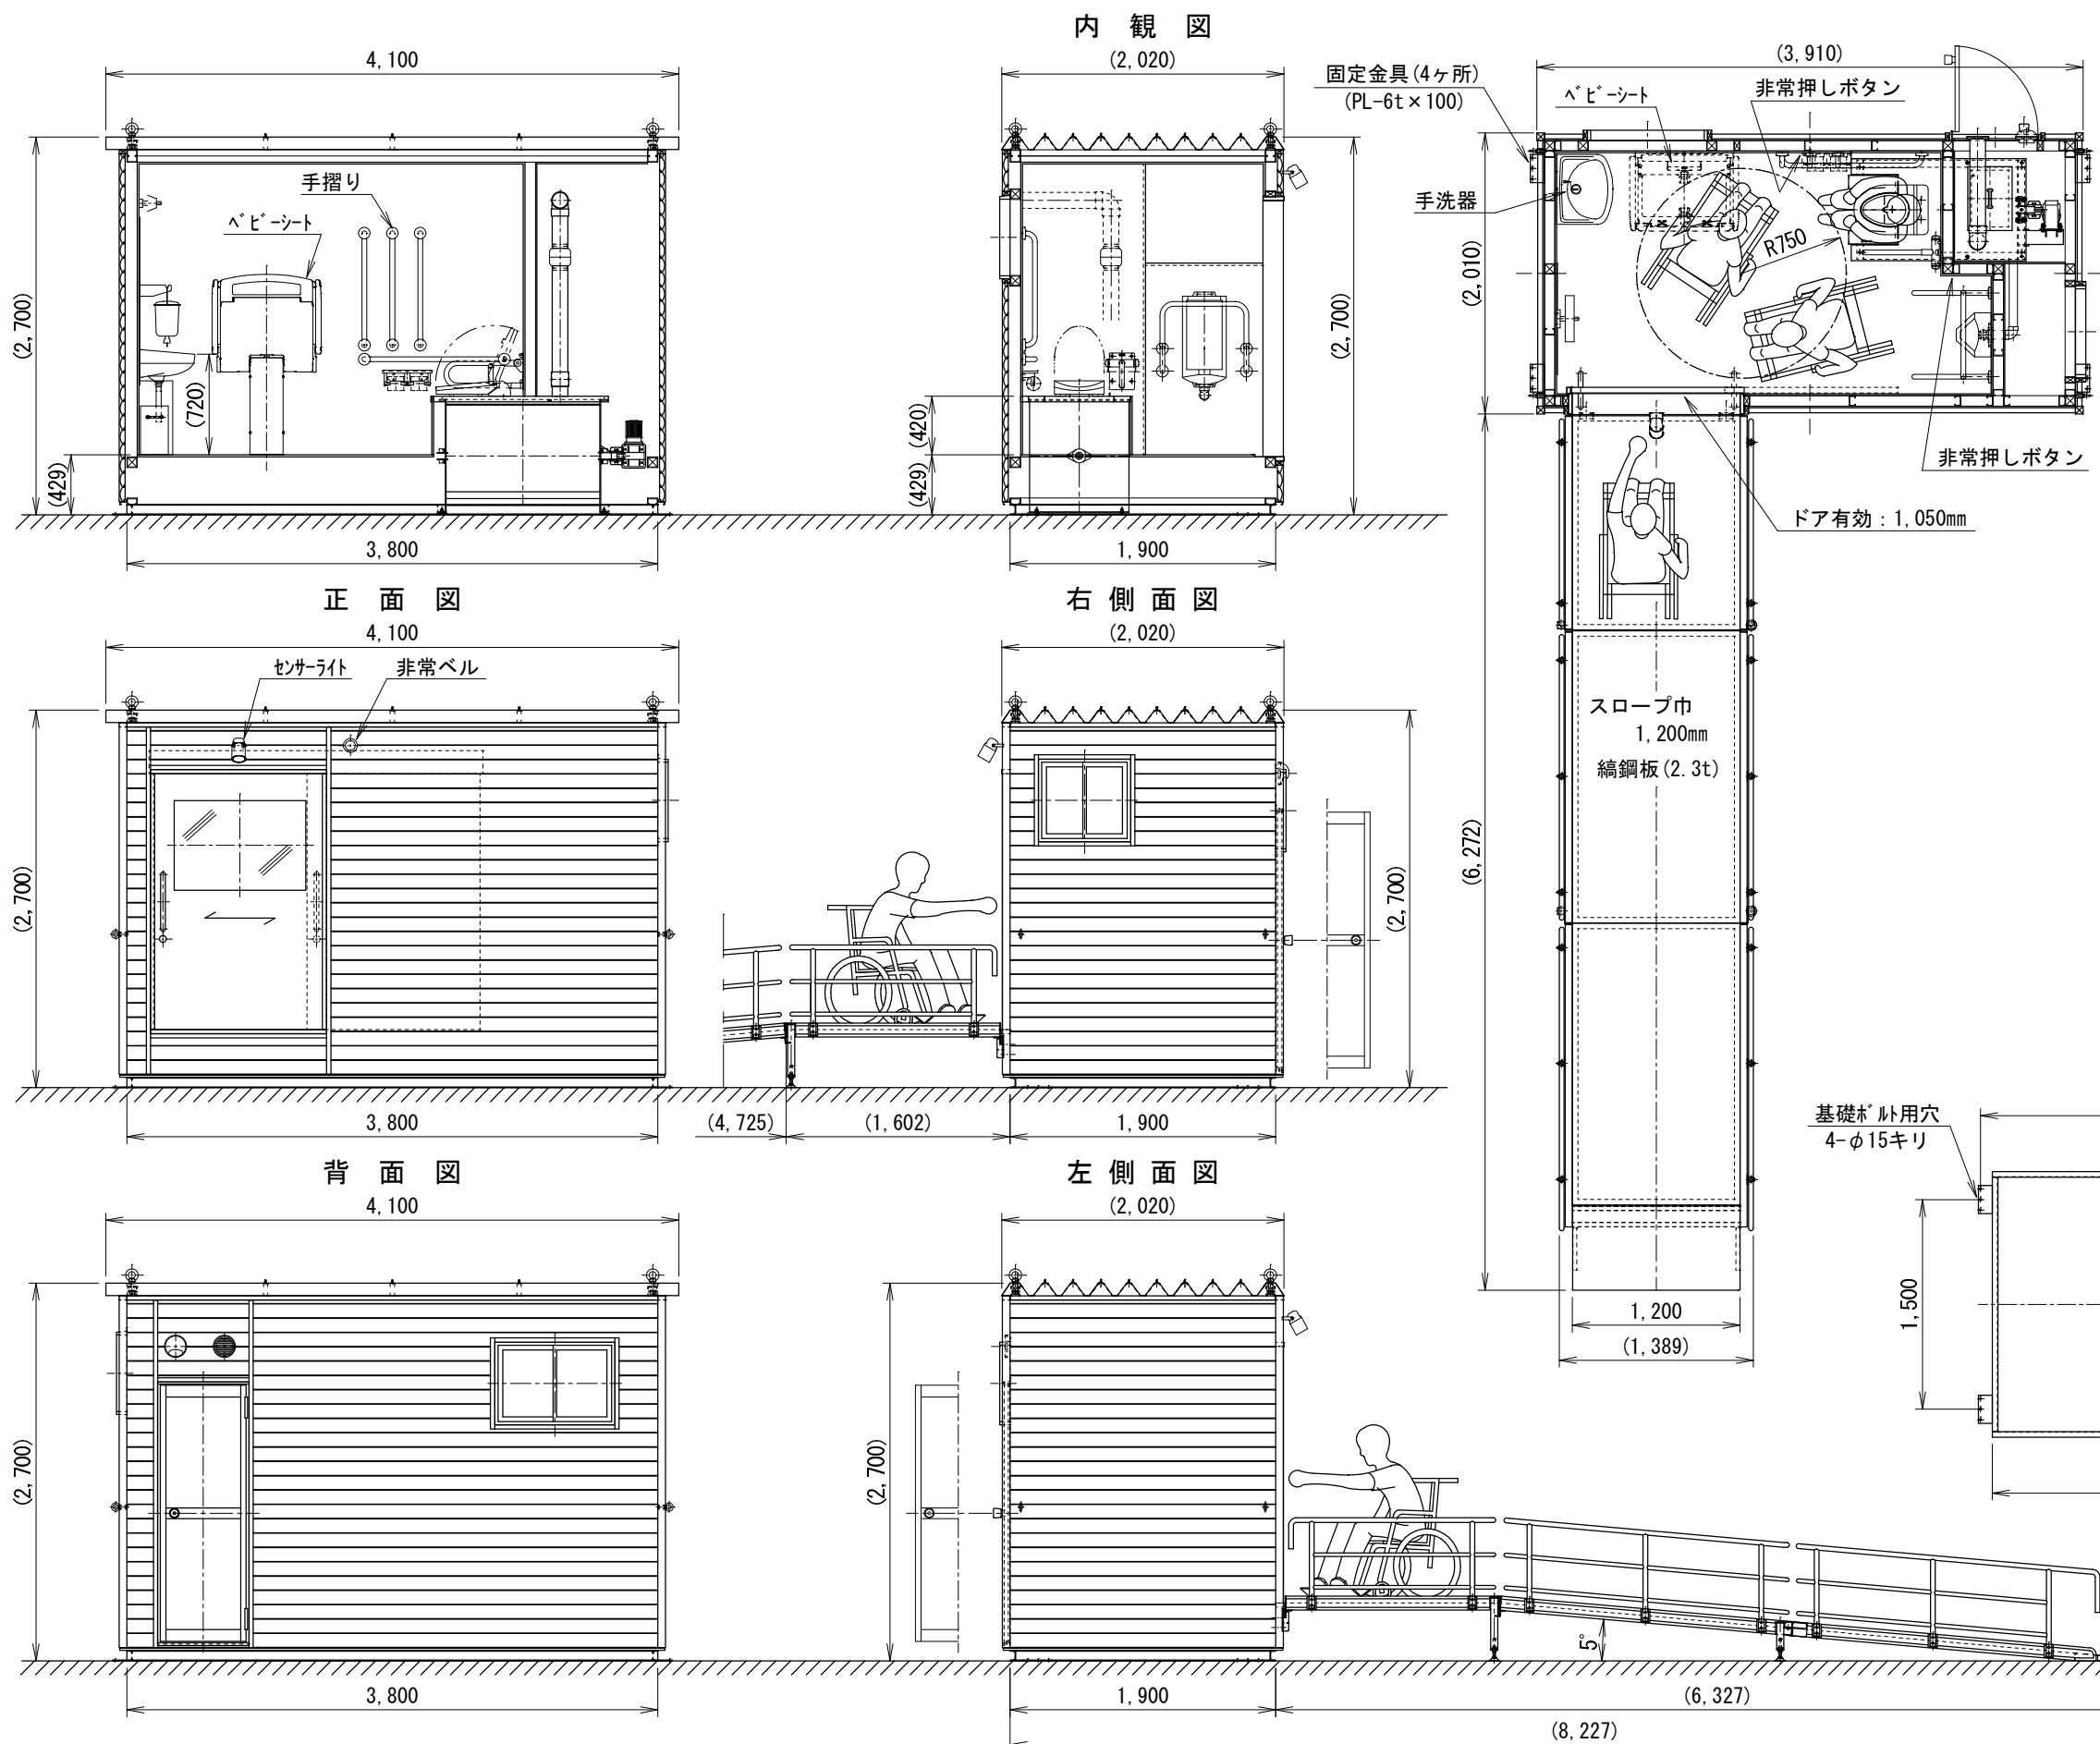 内観図
4,100
(2,020)
固定金具(4ヶ所)
(PL-6t×100)
(3,910)
ﾍﾞﾋﾞｰｼｰﾄ
非常押しボタン
手摺り
ﾍﾞﾋﾞｰｼｰﾄ
手洗器
R750
(2,700)
(720)
(429)
(420)
(429)
(2,700)
(2,010)
非常押しボタン
ドア有効：1,050mm
3,800
1,900
正面図
右側面図
4,100
(2,020)
ｾﾝｻｰﾗｲﾄ
非常ベル
スロープ巾
1,200mm
縞鋼板(2.3t)
(2,700)
(2,700)
(6,272)
3,800
(4,725)
(1,602)
1,900
基礎ﾎﾞﾙﾄ用穴
4-φ15キリ
背面図
左側面図
4,100
(2,020)
1,500
1,200
(1,389)
(2,700)
(2,700)
5°
3,800
1,900
(6,327)
(8,227)